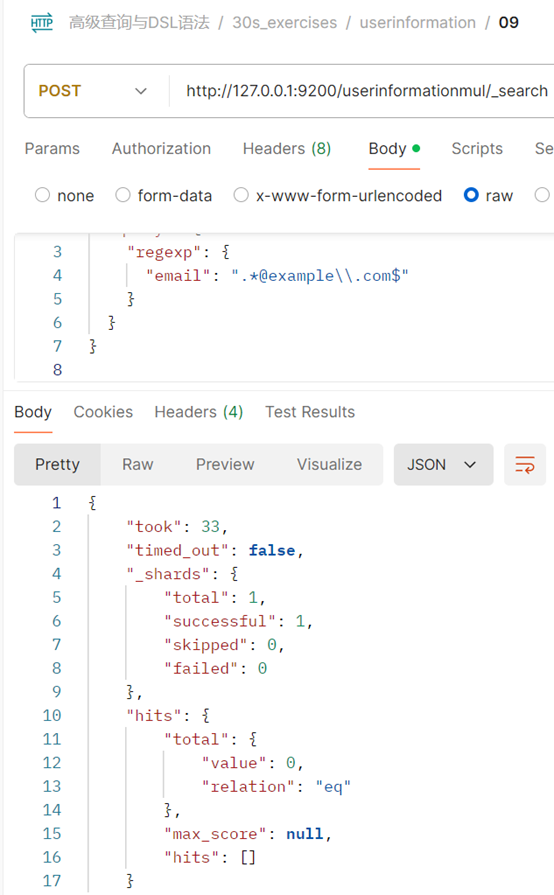 HTTP 高级查询与DSL语法 / 30s_exercises / userinformation / 09
POST http://127.0.0.1:9200/userinformationmul/_search
Params Authorization Headers (8) Body Scripts Se
none form-data x-www-form-urlencoded raw
3 "regexp": {
4 "email": ".*@example\\.com$"
5 }
6 }
7 }
8
Body Cookies Headers (4) Test Results
Pretty Raw Preview Visualize JSON
1 {
2 "took": 33,
3 "timed_out": false,
4 "_shards": {
5 "total": 1,
6 "successful": 1,
7 "skipped": 0,
8 "failed": 0
9 },
10 "hits": {
11 "total": {
12 "value": 0,
13 "relation": "eq"
14 },
15 "max_score": null,
16 "hits": []
17 }